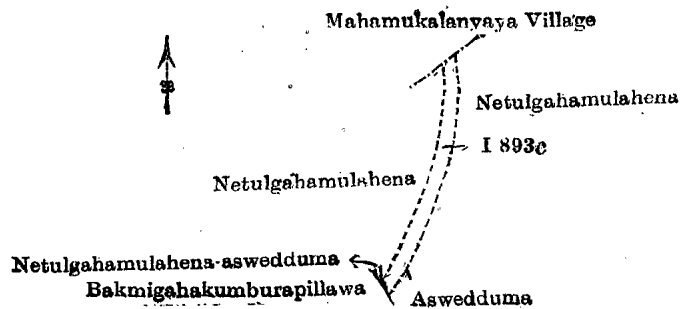 Mahamukalanyaya Village
Netulgahamulahena
I 893c
Netulgahamulahena
Netulgahamulahena-aswedduma
Bakmigahakumburapillawa
Aswedduma